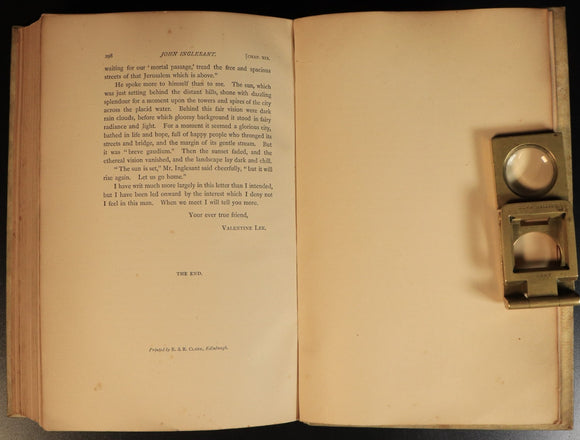 298 JOHN INGLESANT. [CHAP. XIX.
waiting for our 'mortal passage,' tread the free and spacious
streets of that Jerusalem which is above."
He spoke more to himself than to me. The sun, which
was just setting behind the distant hills, shone with dazzling
splendour for a moment upon the towers and spires of the city
across the placid water. Behind this fair vision were dark
rain clouds, before which gloomy background it stood in fairy
radiance and light. For a moment it seemed a glorious city,
bathed in life and hope, full of happy people who thronged its
streets and bridge, and the margin of its gentle stream. But
it was "breve gaudium." Then the sunset faded, and the
ethereal vision vanished, and the landscape lay dark and chill.
"The sun is set," Mr. Inglesant said cheerfully, "but it will
rise again. Let us go home."
I have writ much more largely in this letter than I intended,
but I have been led onward by the interest which I deny not
I feel in this man. When we meet I will tell you more.
Your ever true friend,
VALENTINE LEE.
THE END.
Printed by R. & R. CLARK, Edinburgh.